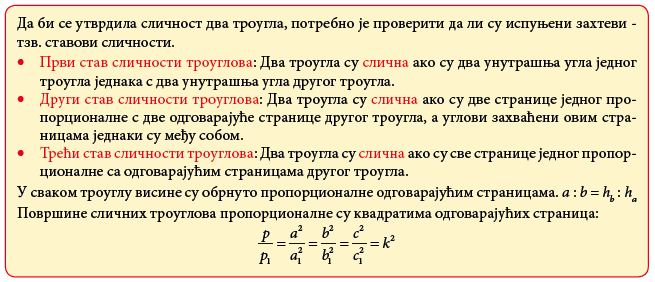 Да би се утврдила сличност два троугла, потребно је проверити да ли су испуњени захтеви -
тзв. ставови сличности.
• Први став сличности троуглова: Два троугла су слична ако су два унутрашња угла једног
троугла једнака с два унутрашња угла другог троугла.
• Други став сличности троуглова: Два троугла су слична ако су две странице једног про-
порционалне с две одговарајуће странице другог троугла, а углови захваћени овим стра-
ницама једнаки су међу собом.
• Трећи став сличности троуглова: Два троугла су слична ако су све странице једног пропор-
ционалне са одговарајућим страницама другог троугла.
У сваком троуглу висине су обрнуто пропорционалне одговарајућим страницама. a : b = h_b : h_a
Површине сличних троуглова пропорционалне су квадратима одговарајућих страница:
p/p₁ = a²/a₁² = b²/b₁² = c²/c₁² = k²